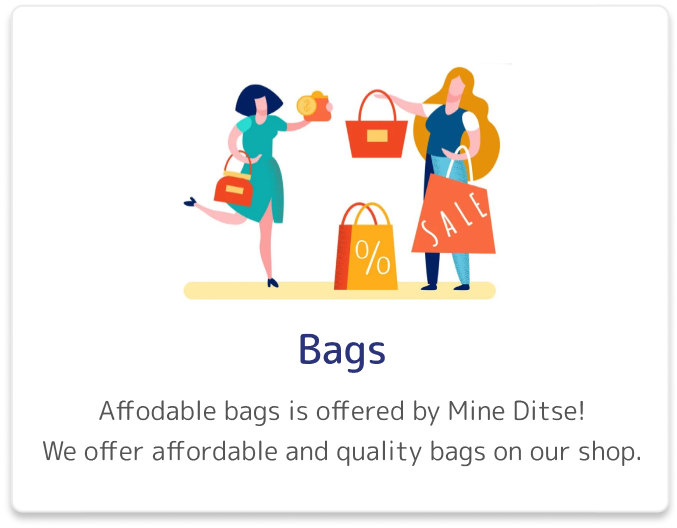 SALE
%
Bags
Affodable bags is offered by Mine Ditse!
We offer affordable and quality bags on our shop.